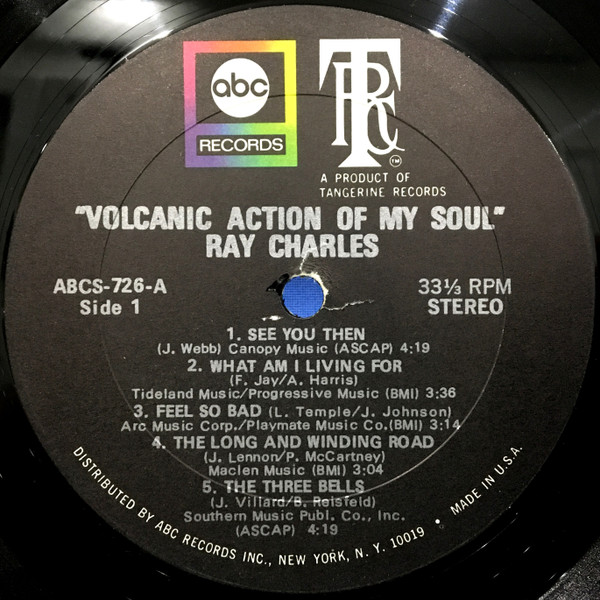 abc
RECORDS
TRC
™
A PRODUCT OF
TANGERINE RECORDS
"VOLCANIC ACTION OF MY SOUL"
RAY CHARLES
ABCS-726-A
Side 1
33⅓ RPM
STEREO
1. SEE YOU THEN
(J. Webb) Canopy Music (ASCAP) 4:19
2. WHAT AM I LIVING FOR
(F. Jay/A. Harris)
Tideland Music/Progressive Music (BMI) 3:36
3. FEEL SO BAD (L. Temple/J. Johnson)
Arc Music Corp./Playmate Music Co.(BMI) 3:14
4. THE LONG AND WINDING ROAD
(J. Lennon/P. McCartney)
Maclen Music (BMI) 3:04
5. THE THREE BELLS
(J. Villard/B. Reisfeld)
Southern Music Publ. Co., Inc.
(ASCAP) 4:19
DISTRIBUTED BY ABC RECORDS INC., NEW YORK, N. Y. 10019 • MADE IN U.S.A.